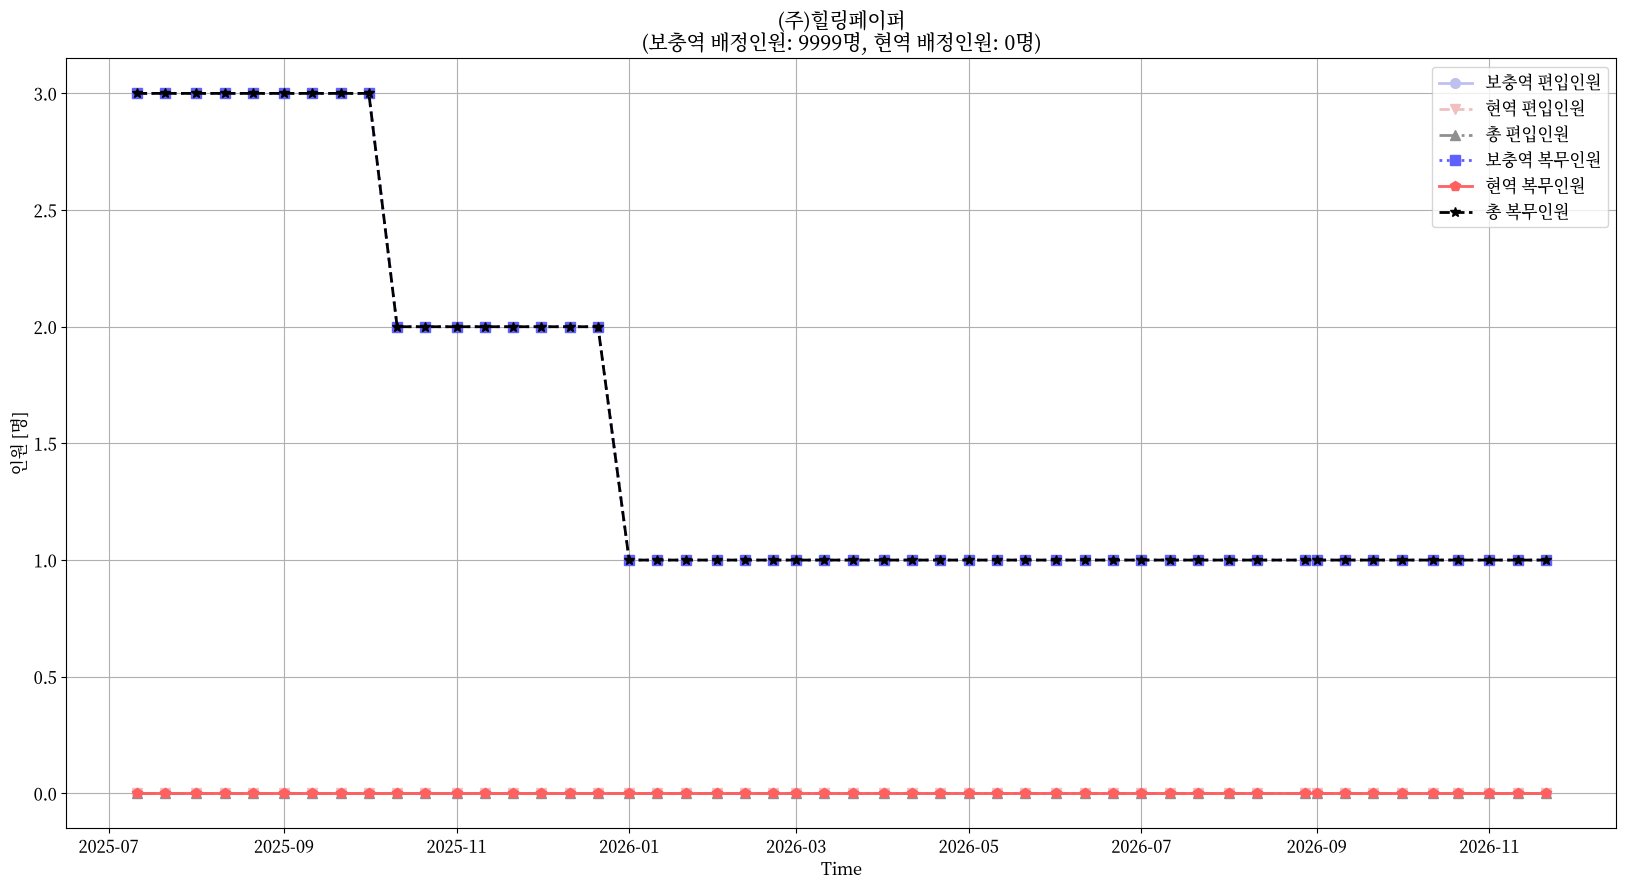 (주)힐링페이퍼
(보충역 배정인원: 9999명, 현역 배정인원: 0명)
보충역 편입인원
현역 편입인원
총 편입인원
보충역 복무인원
현역 복무인원
총 복무인원
인원 [명]
3.0
2.5
2.0
1.5
1.0
0.5
0.0
2025-07 2025-09 2025-11 2026-01 2026-03 2026-05 2026-07 2026-09 2026-11
Time